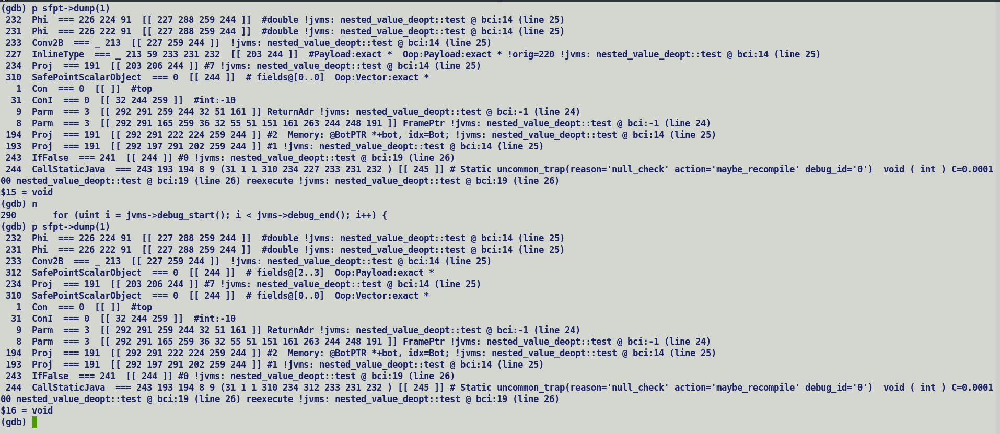 (gdb) p sfpt->dump(1)
 232  Phi  === 226 224 91  [[ 227 288 259 244 ]]  #double !jvms: nested_value_deopt::test @ bci:14 (line 25)
 231  Phi  === 226 222 91  [[ 227 288 259 244 ]]  #double !jvms: nested_value_deopt::test @ bci:14 (line 25)
 233  Conv2B  === _ 213  [[ 227 259 244 ]]  !jvms: nested_value_deopt::test @ bci:14 (line 25)
 227  InlineType  === _ 213 59 233 231 232  [[ 203 244 ]]  #Payload:exact *  Oop:Payload:exact * !orig=220 !jvms: nested_value_deopt::test @ bci:14 (line 25)
 234  Proj  === 191  [[ 203 206 244 ]] #7 !jvms: nested_value_deopt::test @ bci:14 (line 25)
 310  SafePointScalarObject  === 0  [[ 244 ]]  # fields@[0..0]  Oop:Vector:exact *
   1  Con  === 0  [[ ]]  #top
  31  ConI  === 0  [[ 32 244 259 ]]  #int:-10
   9  Parm  === 3  [[ 292 291 259 244 32 51 161 ]] ReturnAdr !jvms: nested_value_deopt::test @ bci:-1 (line 24)
   8  Parm  === 3  [[ 292 291 165 259 36 32 55 51 151 161 263 244 248 191 ]] FramePtr !jvms: nested_value_deopt::test @ bci:-1 (line 24)
 194  Proj  === 191  [[ 292 291 222 224 259 244 ]] #2  Memory: @BotPTR *+bot, idx=Bot; !jvms: nested_value_deopt::test @ bci:14 (line 25)
 193  Proj  === 191  [[ 292 197 291 202 259 244 ]] #1 !jvms: nested_value_deopt::test @ bci:14 (line 25)
 243  IfFalse  === 241  [[ 244 ]] #0 !jvms: nested_value_deopt::test @ bci:19 (line 26)
 244  CallStaticJava  === 243 193 194 8 9 (31 1 1 310 234 227 233 231 232 ) [[ 245 ]] # Static uncommon_trap(reason='null_check' action='maybe_recompile' debug_id='0')  void ( int ) C=0.0001
00 nested_value_deopt::test @ bci:19 (line 26) reexecute !jvms: nested_value_deopt::test @ bci:19 (line 26)
$15 = void
(gdb) n
290       for (uint i = jvms->debug_start(); i < jvms->debug_end(); i++) {
(gdb) p sfpt->dump(1)
 232  Phi  === 226 224 91  [[ 227 288 259 244 ]]  #double !jvms: nested_value_deopt::test @ bci:14 (line 25)
 231  Phi  === 226 222 91  [[ 227 288 259 244 ]]  #double !jvms: nested_value_deopt::test @ bci:14 (line 25)
 233  Conv2B  === _ 213  [[ 227 259 244 ]]  !jvms: nested_value_deopt::test @ bci:14 (line 25)
 312  SafePointScalarObject  === 0  [[ 244 ]]  # fields@[2..3]  Oop:Payload:exact *
 234  Proj  === 191  [[ 203 206 244 ]] #7 !jvms: nested_value_deopt::test @ bci:14 (line 25)
 310  SafePointScalarObject  === 0  [[ 244 ]]  # fields@[0..0]  Oop:Vector:exact *
   1  Con  === 0  [[ ]]  #top
  31  ConI  === 0  [[ 32 244 259 ]]  #int:-10
   9  Parm  === 3  [[ 292 291 259 244 32 51 161 ]] ReturnAdr !jvms: nested_value_deopt::test @ bci:-1 (line 24)
   8  Parm  === 3  [[ 292 291 165 259 36 32 55 51 151 161 263 244 248 191 ]] FramePtr !jvms: nested_value_deopt::test @ bci:-1 (line 24)
 194  Proj  === 191  [[ 292 291 222 224 259 244 ]] #2  Memory: @BotPTR *+bot, idx=Bot; !jvms: nested_value_deopt::test @ bci:14 (line 25)
 193  Proj  === 191  [[ 292 197 291 202 259 244 ]] #1 !jvms: nested_value_deopt::test @ bci:14 (line 25)
 243  IfFalse  === 241  [[ 244 ]] #0 !jvms: nested_value_deopt::test @ bci:19 (line 26)
 244  CallStaticJava  === 243 193 194 8 9 (31 1 1 310 234 312 233 231 232 ) [[ 245 ]] # Static uncommon_trap(reason='null_check' action='maybe_recompile' debug_id='0')  void ( int ) C=0.0001
00 nested_value_deopt::test @ bci:19 (line 26) reexecute !jvms: nested_value_deopt::test @ bci:19 (line 26)
$16 = void
(gdb)